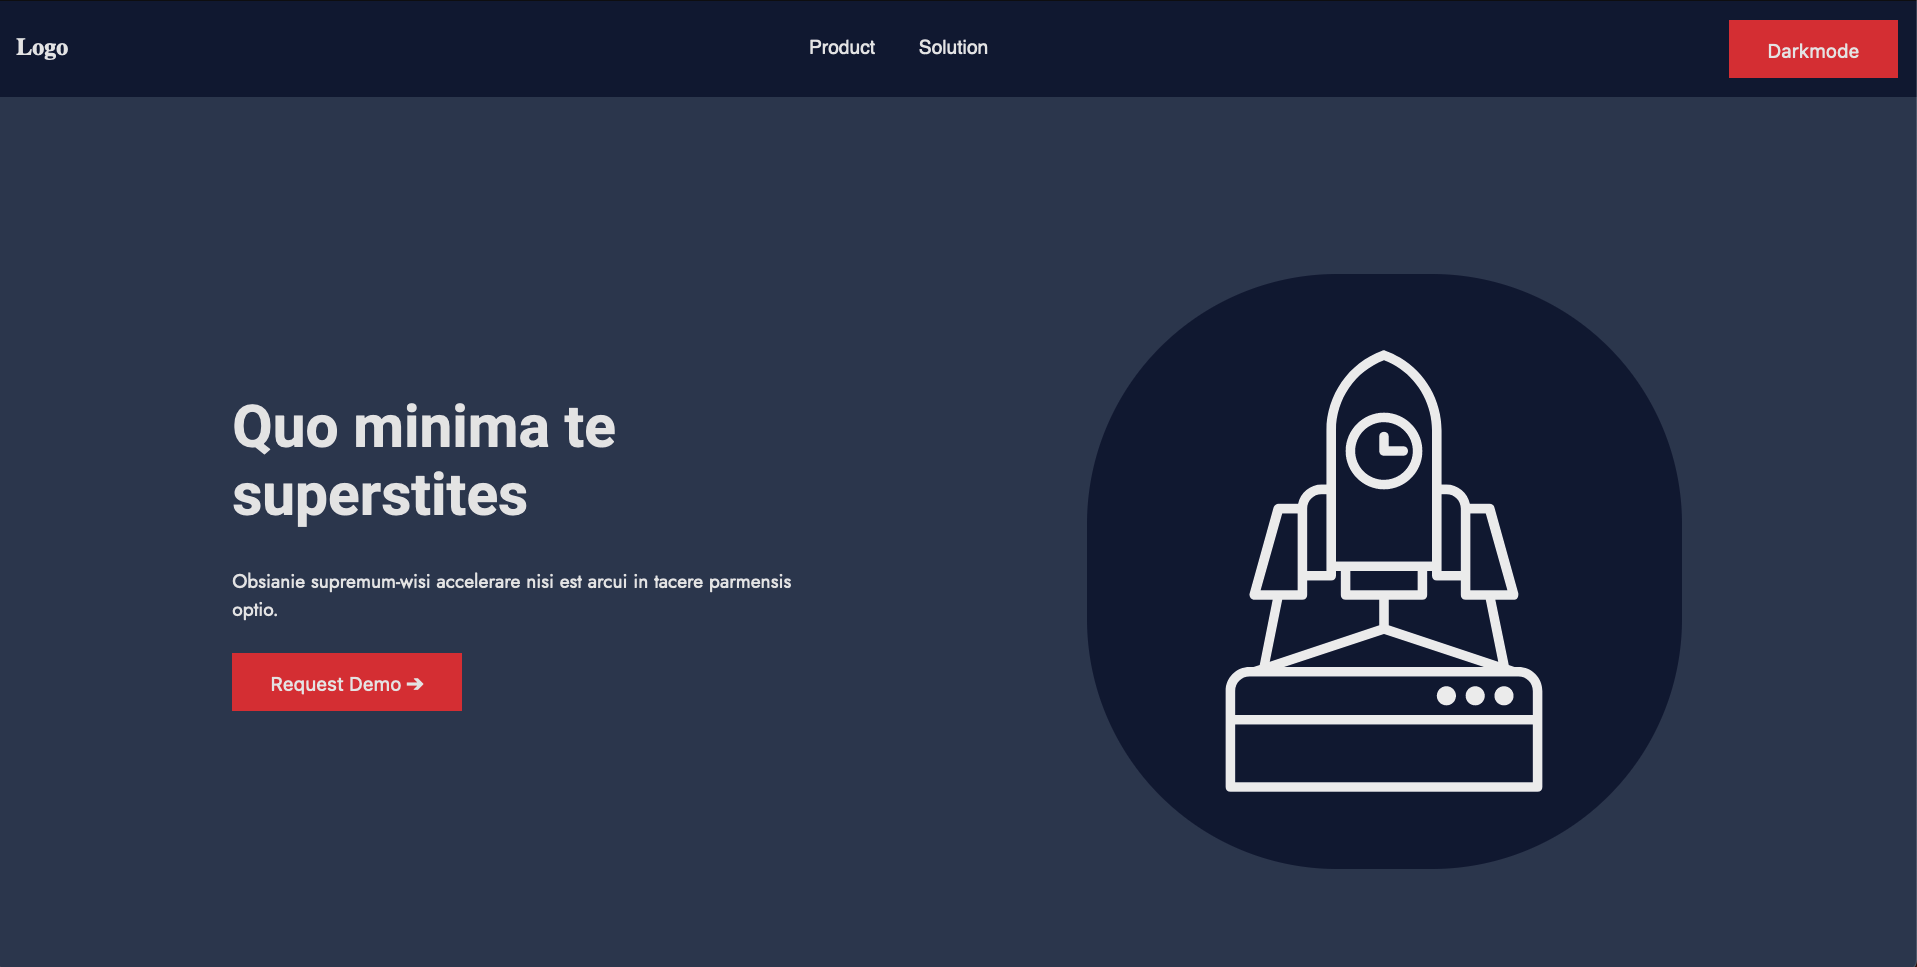 Logo
Product
Solution
Darkmode
Quo minima te
superstites
Obsianie supremum-wisi accelerare nisi est arcui in tacere parmensis
optio.
Request Demo ➔